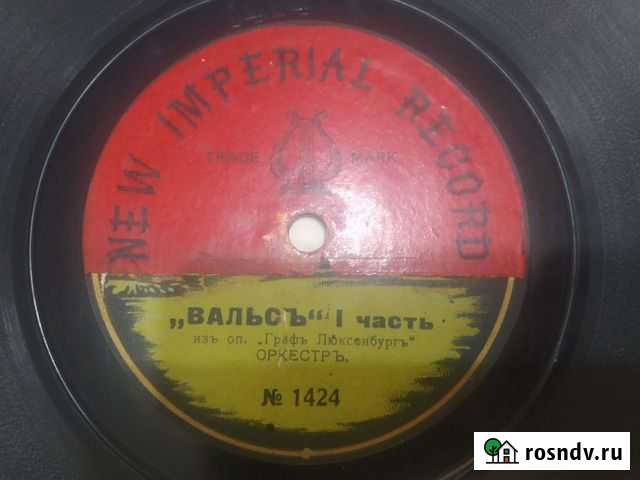 NEW IMPERIAL RECORD
TRADE MARK
„ВАЛЬСЪ“ I часть
изъ оп. „Графъ Люксенбургъ“
ОРКЕСТРЪ.
№ 1424
rosndv.ru